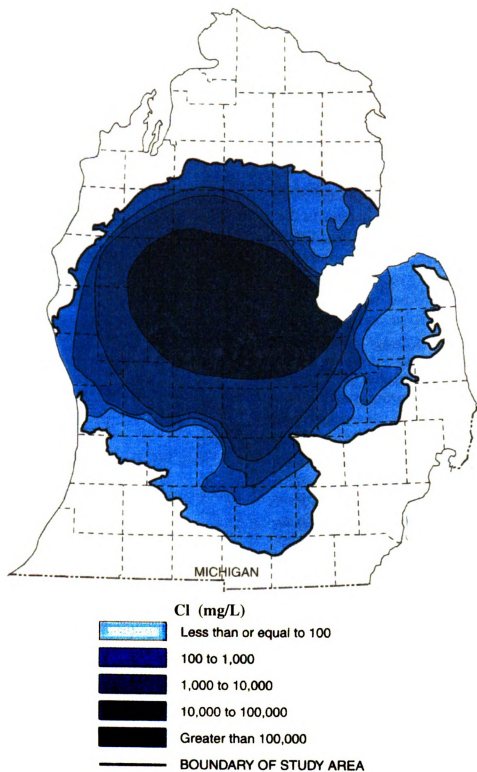 MICHIGAN
Cl (mg/L)
Less than or equal to 100
100 to 1,000
1,000 to 10,000
10,000 to 100,000
Greater than 100,000
BOUNDARY OF STUDY AREA